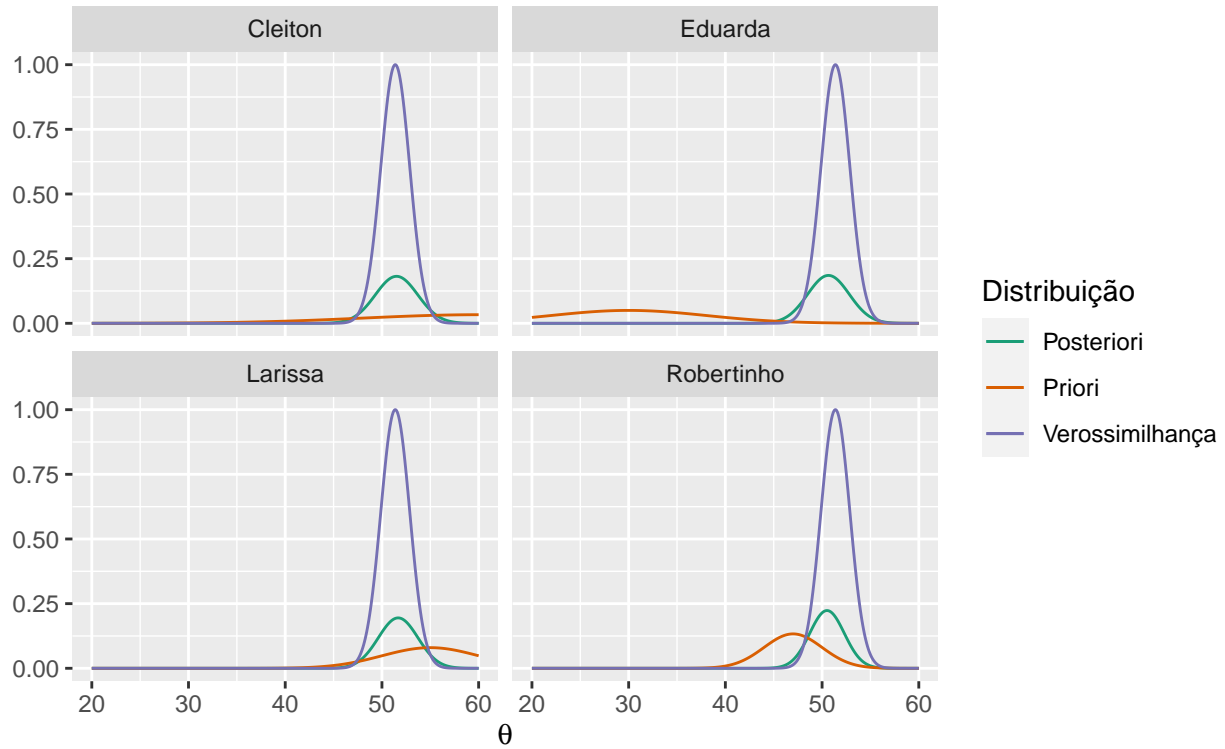 Cleiton
Eduarda
1.00
0.75
0.50
0.25
0.00
Larissa
Robertinho
1.00
0.75
0.50
0.25
0.00
20 30 40 50 60
20 30 40 50 60
θ
Distribuição
Posteriori
Priori
Verossimilhança